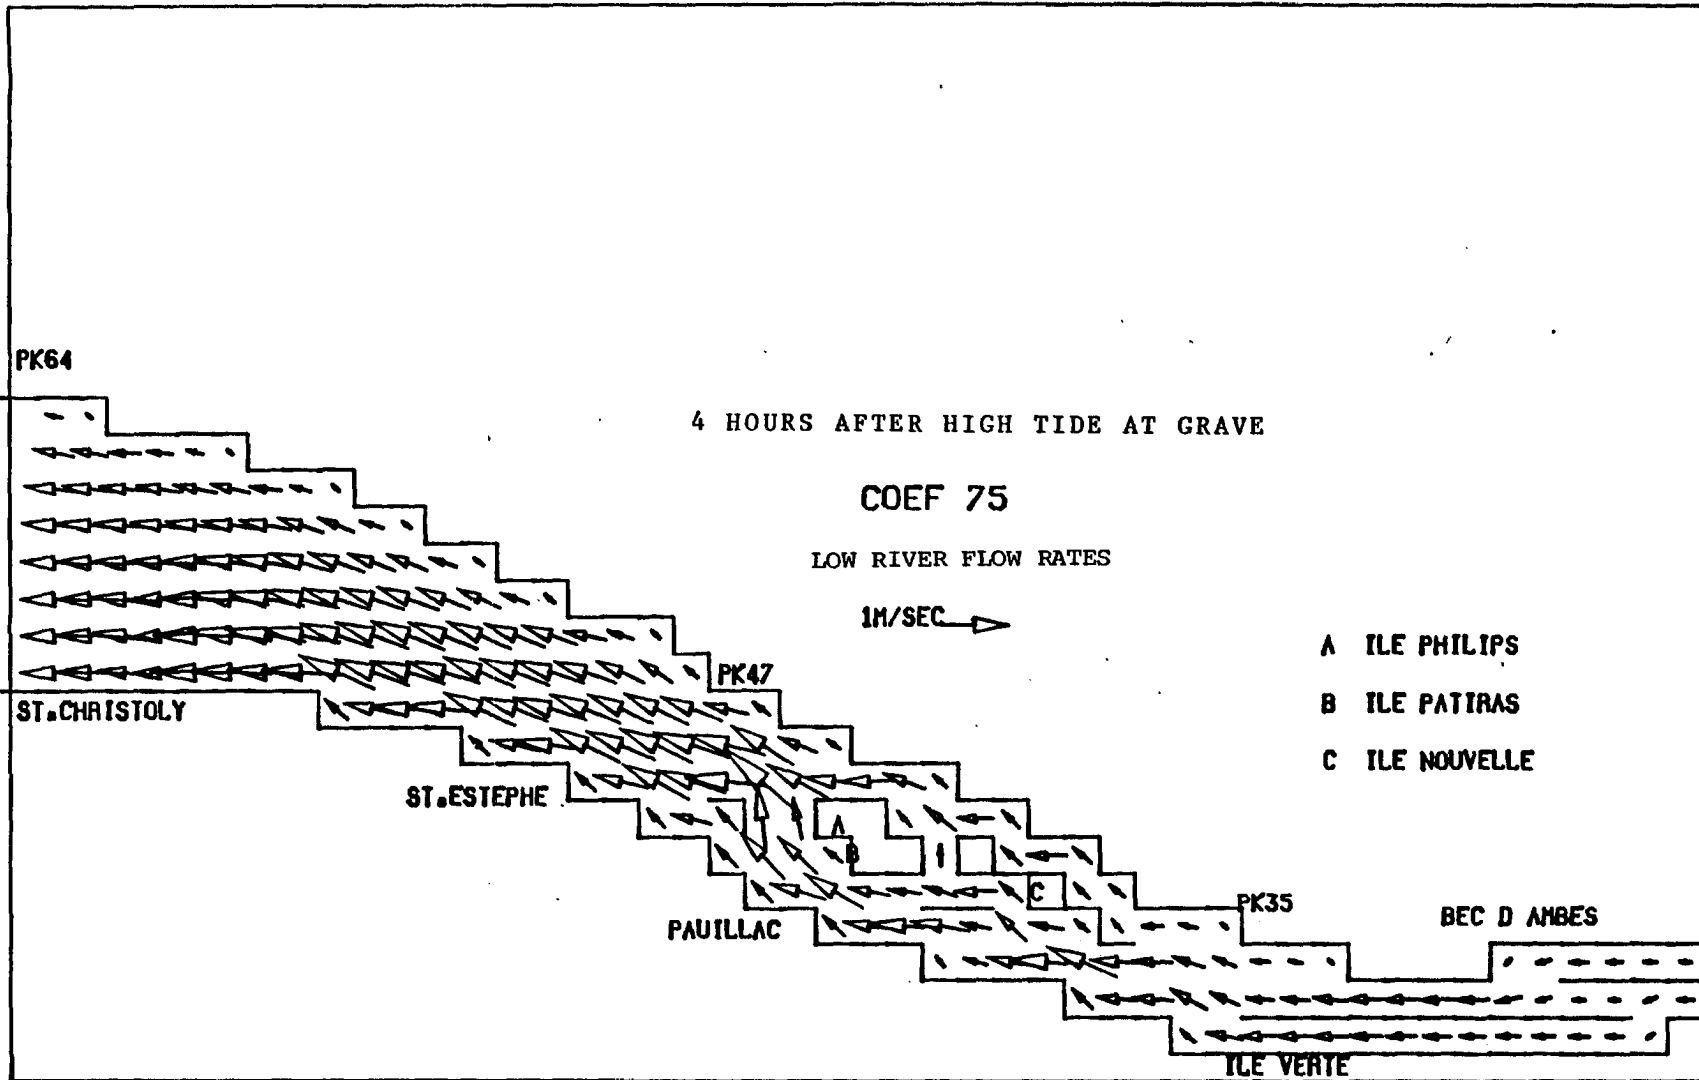 PK64
4 HOURS AFTER HIGH TIDE AT GRAVE
COEF 75
LOW RIVER FLOW RATES
1M/SEC
A ILE PHILIPS
PK47
B ILE PATIRAS
ST.CHRISTOLY
C ILE NOUVELLE
ST.ESTEPHE
A
B
C
PK35
BEC D AMBES
PAUILLAC
ILE VERTE